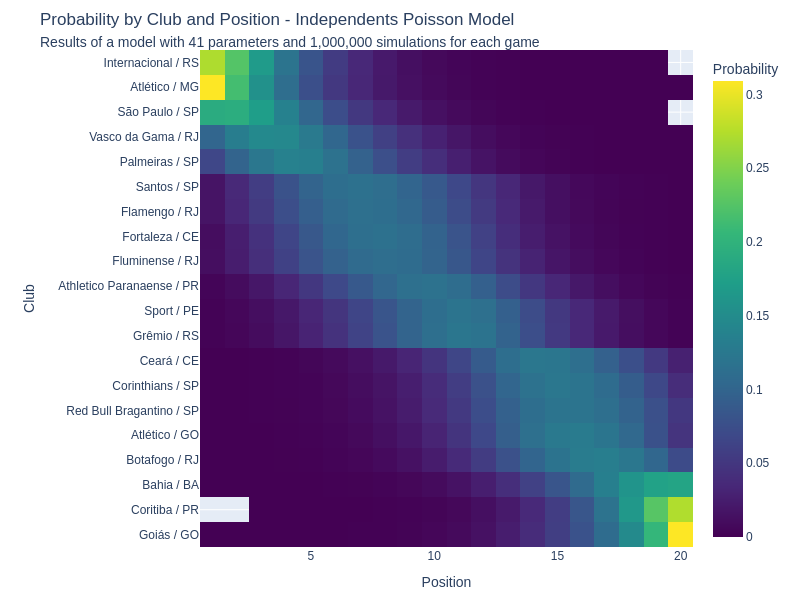 Probability by Club and Position - Independents Poisson Model
Results of a model with 41 parameters and 1,000,000 simulations for each game
Probability
Internacional / RS
Atlético / MG
São Paulo / SP
Vasco da Gama / RJ
Palmeiras / SP
Santos / SP
Flamengo / RJ
Fortaleza / CE
Fluminense / RJ
Athletico Paranaense / PR
Sport / PE
Grêmio / RS
Ceará / CE
Corinthians / SP
Red Bull Bragantino / SP
Atlético / GO
Botafogo / RJ
Bahia / BA
Coritiba / PR
Goiás / GO
Club
5 10 15 20
Position
0.3
0.25
0.2
0.15
0.1
0.05
0